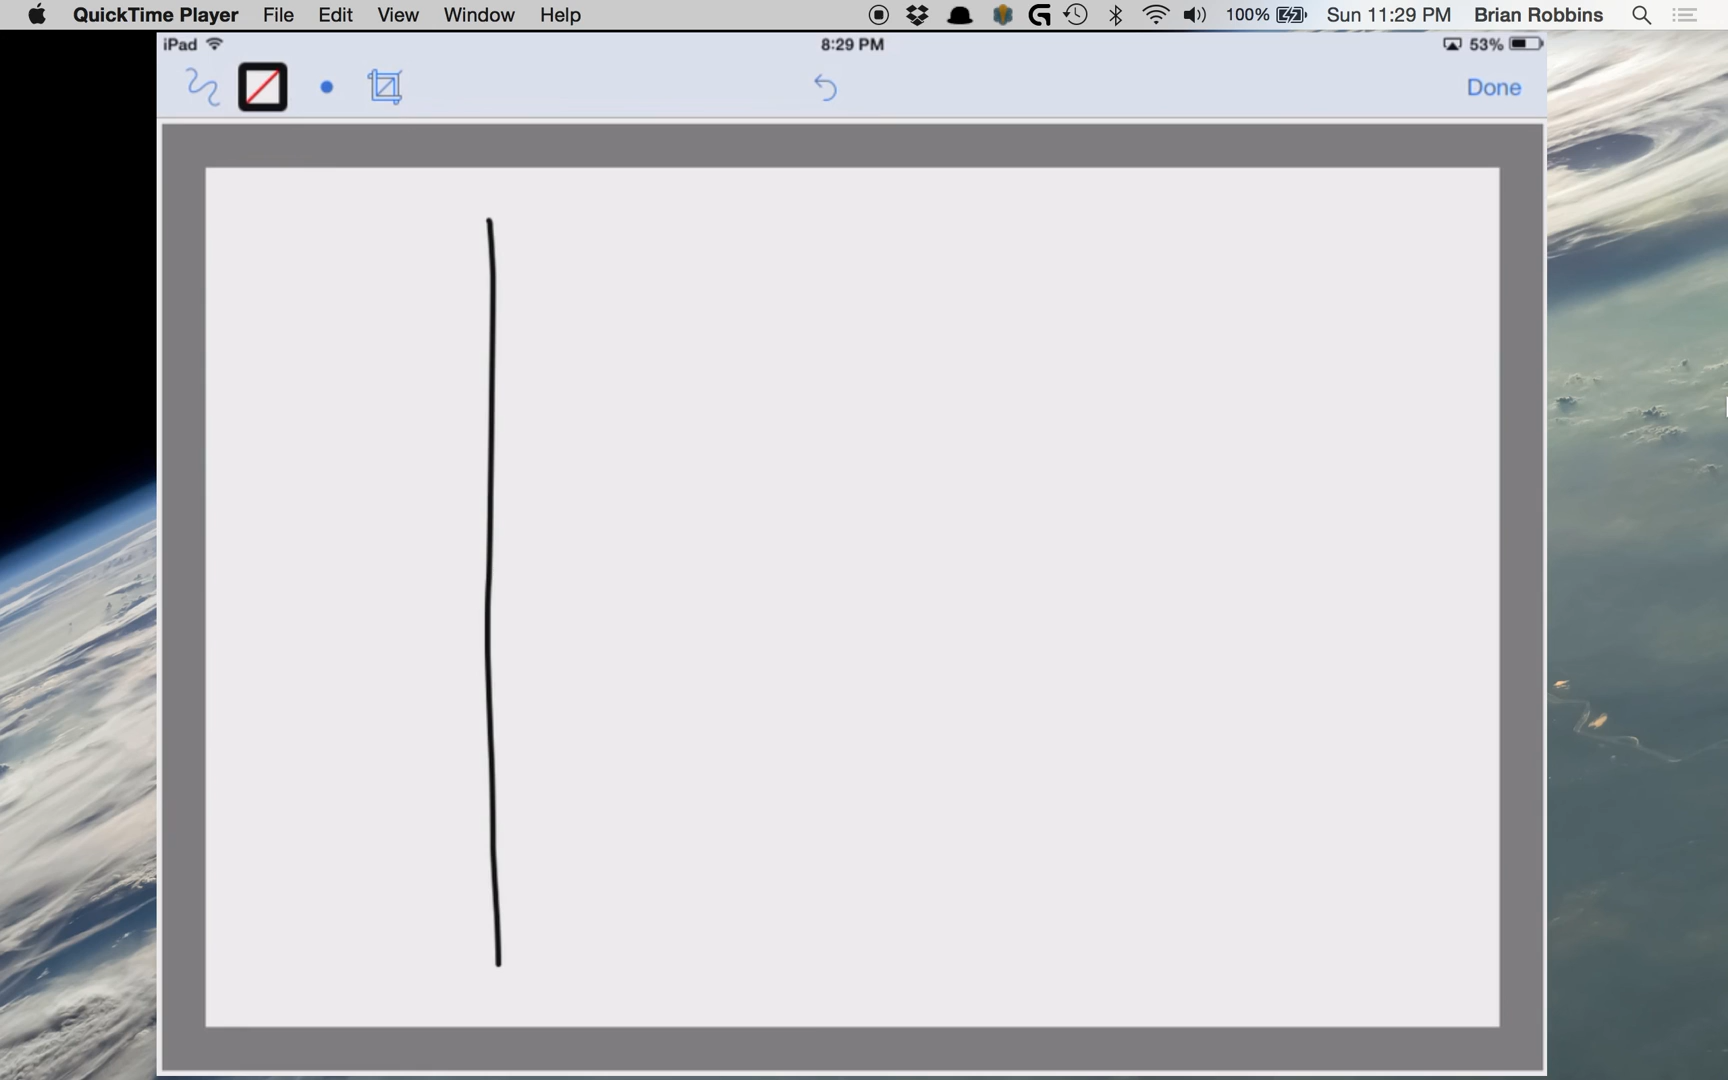 QuickTime Player File Edit View Window Help 100% Sun 11:29 PM Brian Robbins
iPad 8:29 PM 53%
Done